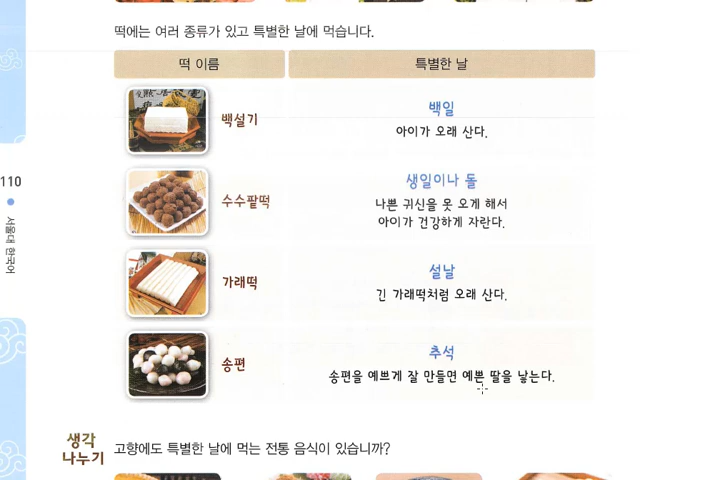 떡에는 여러 종류가 있고 특별한 날에 먹습니다.
떡 이름
특별한 날
백설기
백일
아이가 오래 산다.
수수팥떡
생일이나 돌
나쁜 귀신을 못 오게 해서
아이가 건강하게 자란다.
가래떡
설날
긴 가래떡처럼 오래 산다.
송편
추석
송편을 예쁘게 잘 만들면 예쁜 딸을 낳는다.
110
서울대 한국어
생각
나누기
고향에도 특별한 날에 먹는 전통 음식이 있습니까?